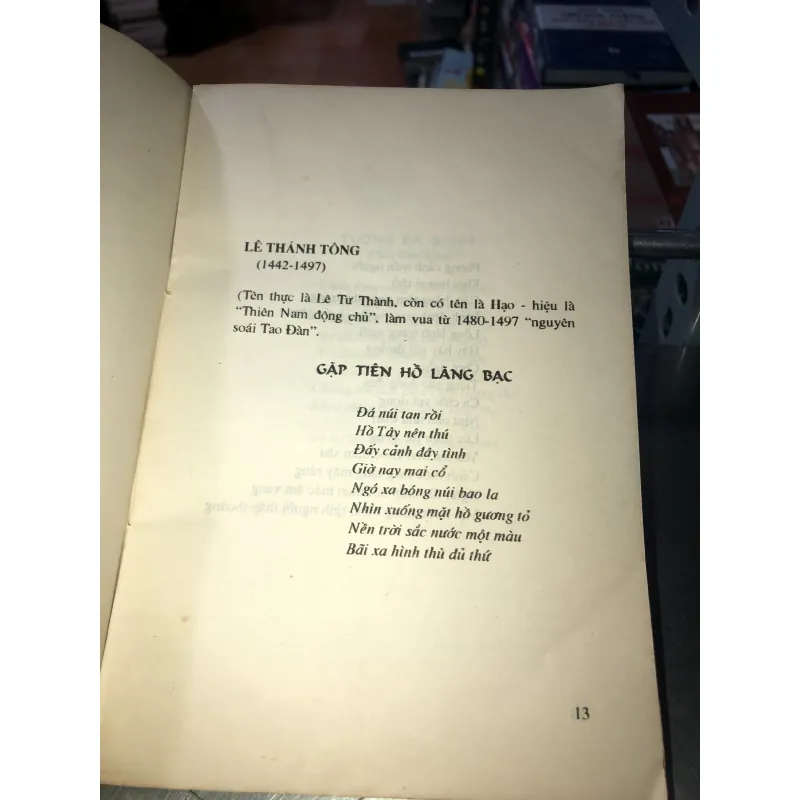 LÊ THÁNH TÔNG
(1442-1497)
(Tên thực là Lê Tư Thành, còn có tên là Hạo - hiệu là
“Thiên Nam động chủ”, làm vua từ 1480-1497 “nguyên
soái Tao Đàn”.
GẶP TIÊN HỒ LÃNG BẠC
Đá núi tan rồi
Hồ Tây nên thú
Đấy cảnh đây tình
Giờ nay mai cổ
Ngó xa bóng núi bao la
Nhìn xuống mặt hồ gương tỏ
Nền trời sắc nước một màu
Bãi xa hình thù đủ thứ
13